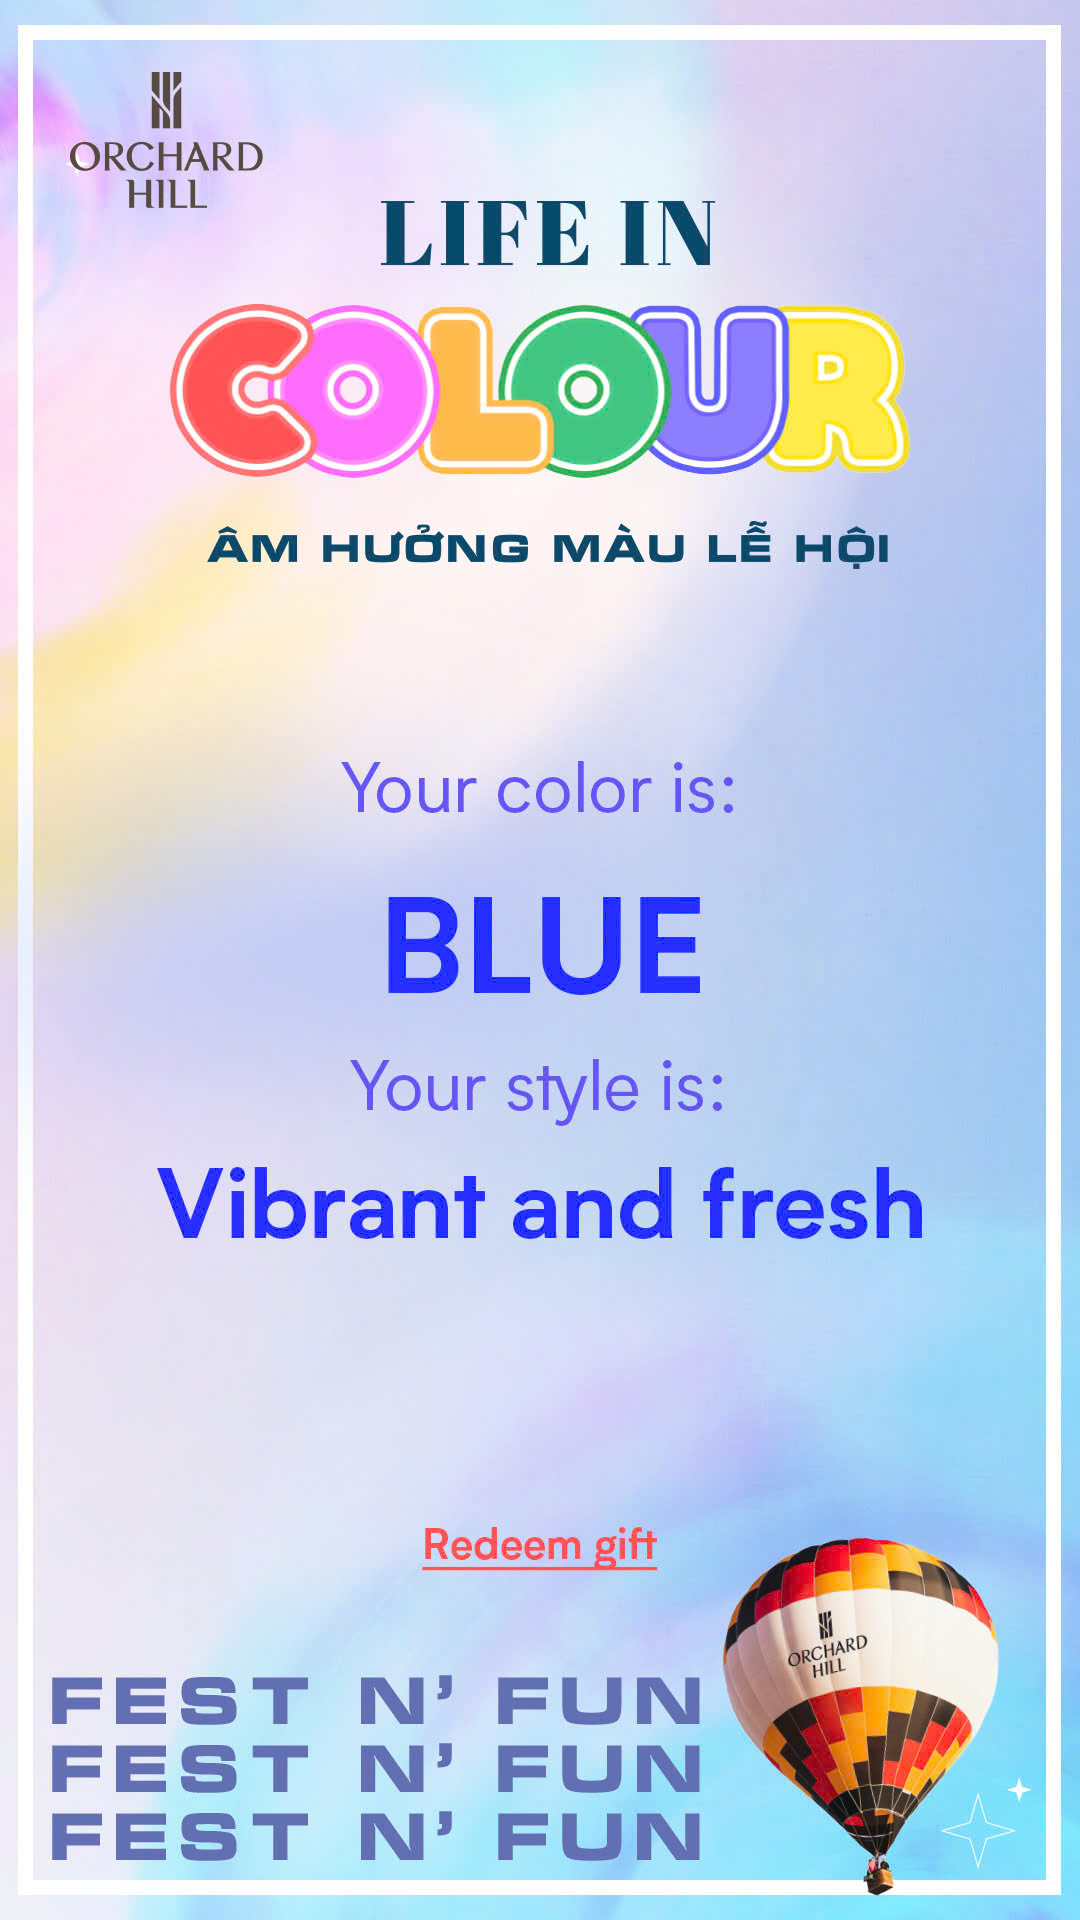 ORCHARD
HILL
LIFE IN
COLOUR
ÂM HƯỞNG MÀU LỄ HỘI
Your color is:
BLUE
Your style is:
Vibrant and fresh
Redeem gift
ORCHARD
HILL
FEST N’ FUN
FEST N’ FUN
FEST N’ FUN